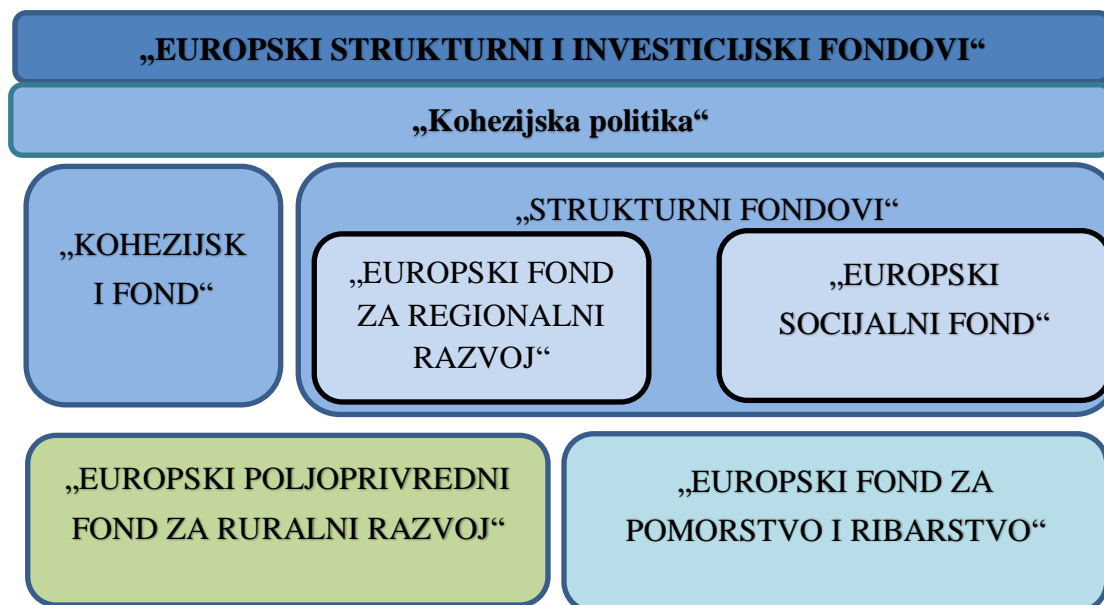 „EUROPSKI STRUKTURNI I INVESTICIJSKI FONDOVI“
„Kohezijska politika“
„KOHEZIJSK
I FOND“
„STRUKTURNI FONDOVI“
„EUROPSKI FOND
ZA REGIONALNI
RAZVOJ“
„EUROPSKI
SOCIJALNI FOND“
„EUROPSKI POLJOPRIVREDNI
FOND ZA RURALNI RAZVOJ“
„EUROPSKI FOND ZA
POMORSTVO I RIBARSTVO“